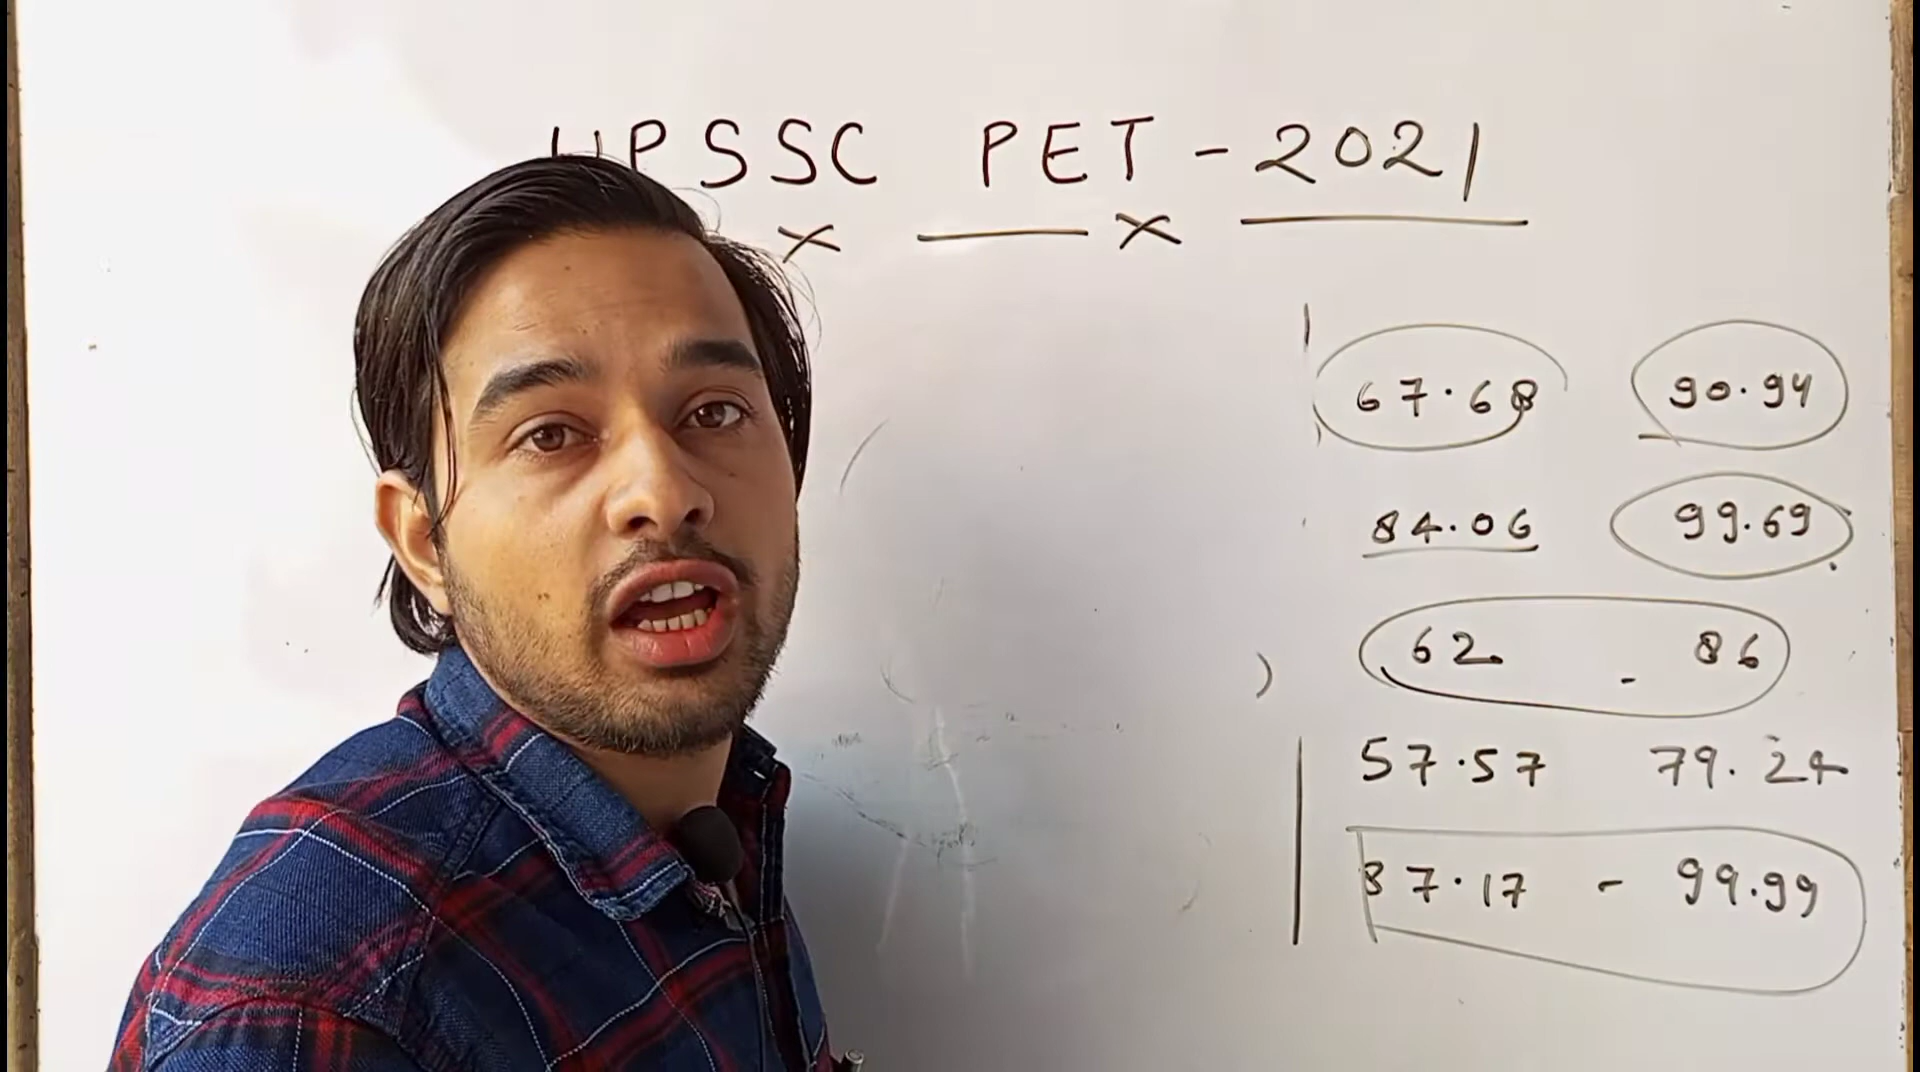 UPSSC PET - 2021
67.68 90.94
84.06 99.69
62 - 86
57.57 79.24
87.17 - 99.99